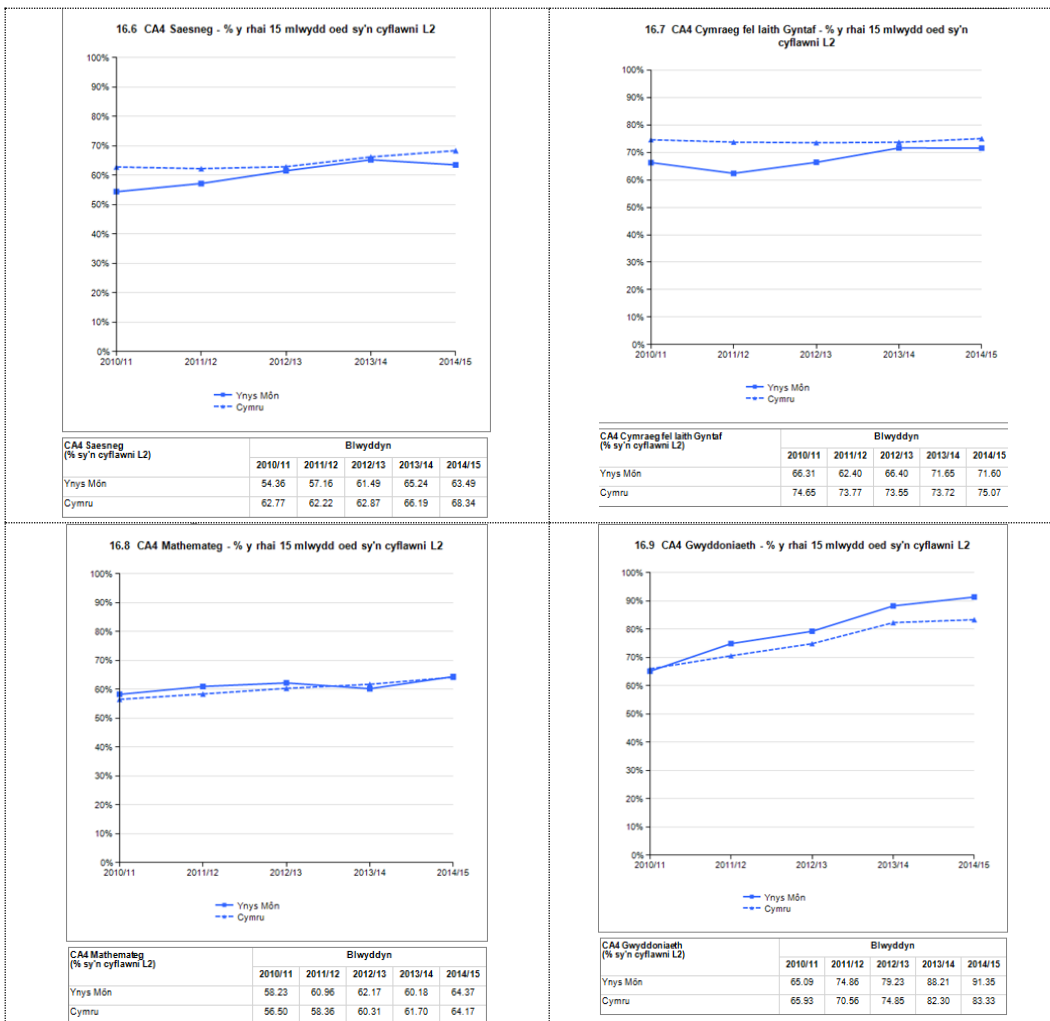 16.6 CA4 Saesneg - % y rhai 15 mlwydd oed sy'n cyflawni L2
100%
90%
80%
70%
60%
50%
40%
30%
20%
10%
0%
2010/11 2011/12 2012/13 2013/14 2014/15
Ynys Môn
Cymru
CA4 Saesneg
(% sy'n cyflawni L2)
Blwyddyn
2010/11 2011/12 2012/13 2013/14 2014/15
Ynys Môn 54.36 57.16 61.49 65.24 63.49
Cymru 62.77 62.22 62.87 66.19 68.34
16.7 CA4 Cymraeg fel Iaith Gyntaf - % y rhai 15 mlwydd oed sy'n
cyflawni L2
100%
90%
80%
70%
60%
50%
40%
30%
20%
10%
0%
2010/11 2011/12 2012/13 2013/14 2014/15
Ynys Môn
Cymru
CA4 Cymraeg fel Iaith Gyntaf
(% sy'n cyflawni L2)
Blwyddyn
2010/11 2011/12 2012/13 2013/14 2014/15
Ynys Môn 66.31 62.40 66.40 71.65 71.60
Cymru 74.65 73.77 73.55 73.72 75.07
16.8 CA4 Mathemateg - % y rhai 15 mlwydd oed sy'n cyflawni L2
100%
90%
80%
70%
60%
50%
40%
30%
20%
10%
0%
2010/11 2011/12 2012/13 2013/14 2014/15
Ynys Môn
Cymru
CA4 Mathemateg
(% sy'n cyflawni L2)
Blwyddyn
2010/11 2011/12 2012/13 2013/14 2014/15
Ynys Môn 58.23 60.96 62.17 60.18 64.37
Cymru 56.50 58.36 60.31 61.70 64.17
16.9 CA4 Gwyddoniaeth - % y rhai 15 mlwydd oed sy'n cyflawni L2
100%
90%
80%
70%
60%
50%
40%
30%
20%
10%
0%
2010/11 2011/12 2012/13 2013/14 2014/15
Ynys Môn
Cymru
CA4 Gwyddoniaeth
(% sy'n cyflawni L2)
Blwyddyn
2010/11 2011/12 2012/13 2013/14 2014/15
Ynys Môn 65.09 74.86 79.23 88.21 91.35
Cymru 65.93 70.56 74.85 82.30 83.33